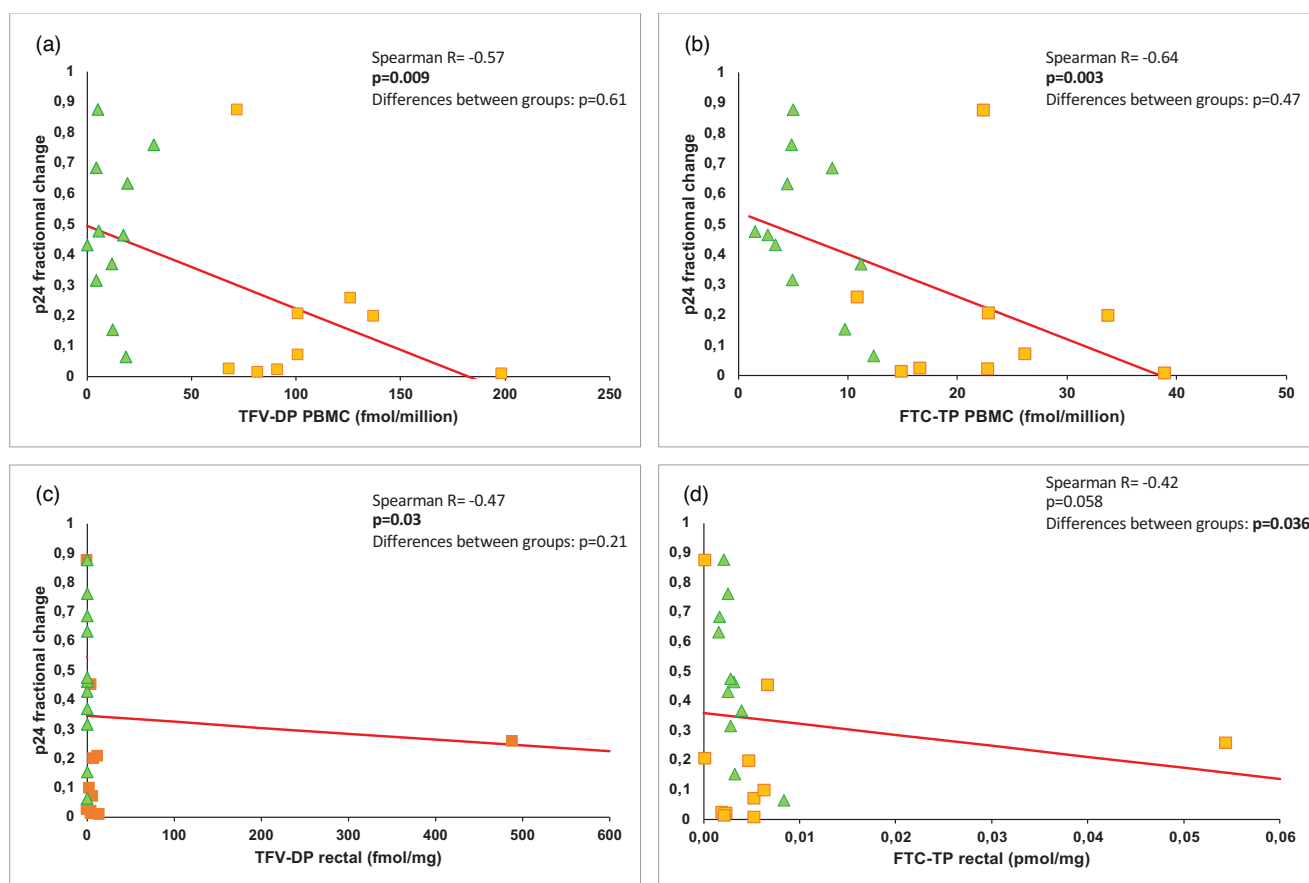 (a)
Spearman R= -0.57
p=0.009
Differences between groups: p=0.61
1
0,9
0,8
0,7
0,6
0,5
0,4
0,3
0,2
0,1
0
p24 fractionnal change
0
50
100
150
200
250
TFV-DP PBMC (fmol/million)
(b)
Spearman R= -0.64
p=0.003
Differences between groups: p=0.47
1
0,9
0,8
0,7
0,6
0,5
0,4
0,3
0,2
0,1
0
p24 fractional change
0
10
20
30
40
50
FTC-TP PBMC (fmol/million)
(c)
Spearman R= -0.47
p=0.03
Differences between groups: p=0.21
1
0,9
0,8
0,7
0,6
0,5
0,4
0,3
0,2
0,1
0
p24 fractional change
0
100
200
300
400
500
600
TFV-DP rectal (fmol/mg)
(d)
Spearman R= -0.42
p=0.058
Differences between groups: p=0.036
1
0,9
0,8
0,7
0,6
0,5
0,4
0,3
0,2
0,1
0
p24 fractional change
0,00
0,01
0,02
0,03
0,04
0,05
0,06
FTC-TP rectal (pmol/mg)